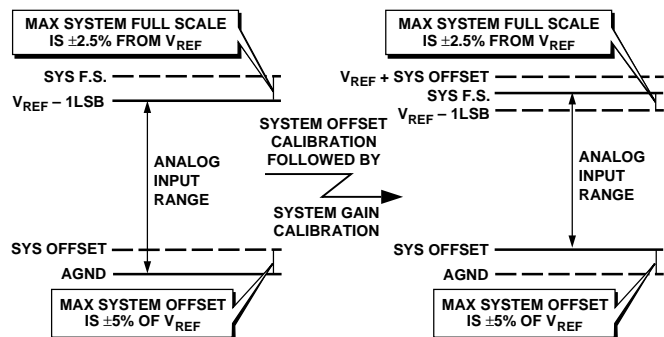 MAX SYSTEM FULL SCALE
IS ±2.5% FROM VREF
SYS F.S.
VREF – 1LSB
ANALOG
INPUT
RANGE
SYS OFFSET
AGND
MAX SYSTEM OFFSET
IS ±5% OF VREF
SYSTEM OFFSET
CALIBRATION
FOLLOWED BY
SYSTEM GAIN
CALIBRATION
MAX SYSTEM FULL SCALE
IS ±2.5% FROM VREF
VREF + SYS OFFSET
SYS F.S.
VREF – 1LSB
ANALOG
INPUT
RANGE
SYS OFFSET
AGND
MAX SYSTEM OFFSET
IS ±5% OF VREF